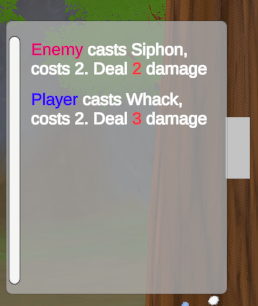 Enemy casts Siphon,
costs 2. Deal 2 damage
Player casts Whack,
costs 2. Deal 3 damage